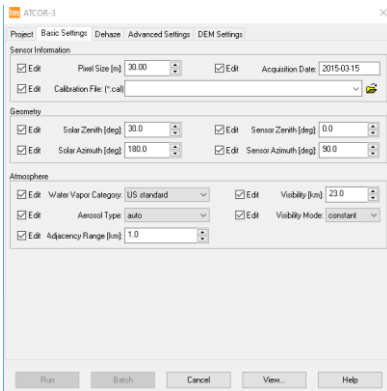 im ATCOR-3
Project Basic Settings Dehaze Advanced Settings DEM Settings
Sensor Information
Edit Pixel Size [m]: 30.00 Edit Acquisition Date: 2015-03-15
Edit Calibration File: (*.cal)
Geometry
Edit Solar Zenith [deg]: 30.0 Edit Sensor Zenith [deg]: 0.0
Edit Solar Azimuth [deg]: 180.0 Edit Sensor Azimuth [deg]: 90.0
Atmosphere
Edit Water Vapor Category: US standard Edit Visibility [km]: 23.0
Edit Aerosol Type: auto Edit Visibility Mode: constant
Edit Adjacency Range [km]: 1.0
Run Batch Cancel View... Help